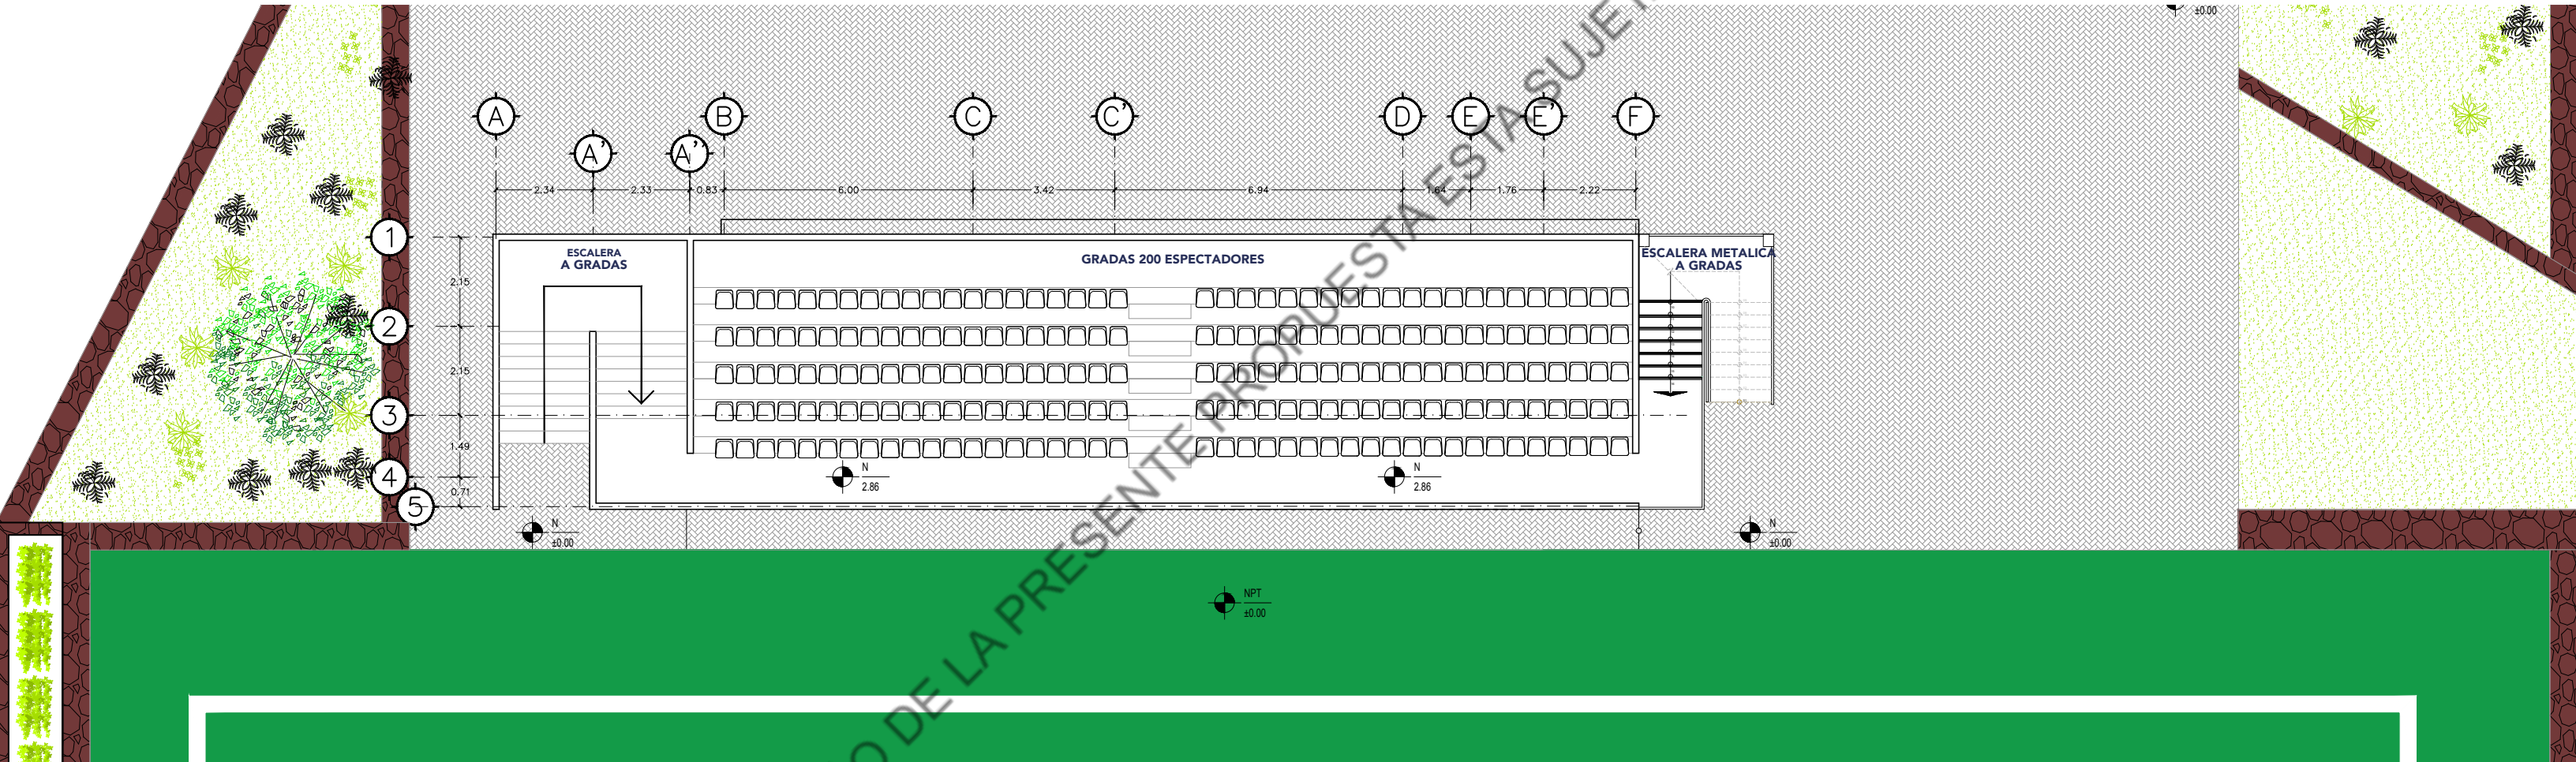 ±0.00
A
B
C
C'
D
E
E'
F
A'
A''
2.34
2.33
0.83
6.00
3.42
6.94
1.64
1.76
2.22
1
2
3
4
5
2.15
2.15
1.49
0.71
ESCALERA
A GRADAS
GRADAS 200 ESPECTADORES
ESCALERA METALICA
A GRADAS
N
2.86
N
2.86
N
±0.00
N
±0.00
NPT
±0.00
O DE LA PRESENTE PROPUESTA ESTA SUJET